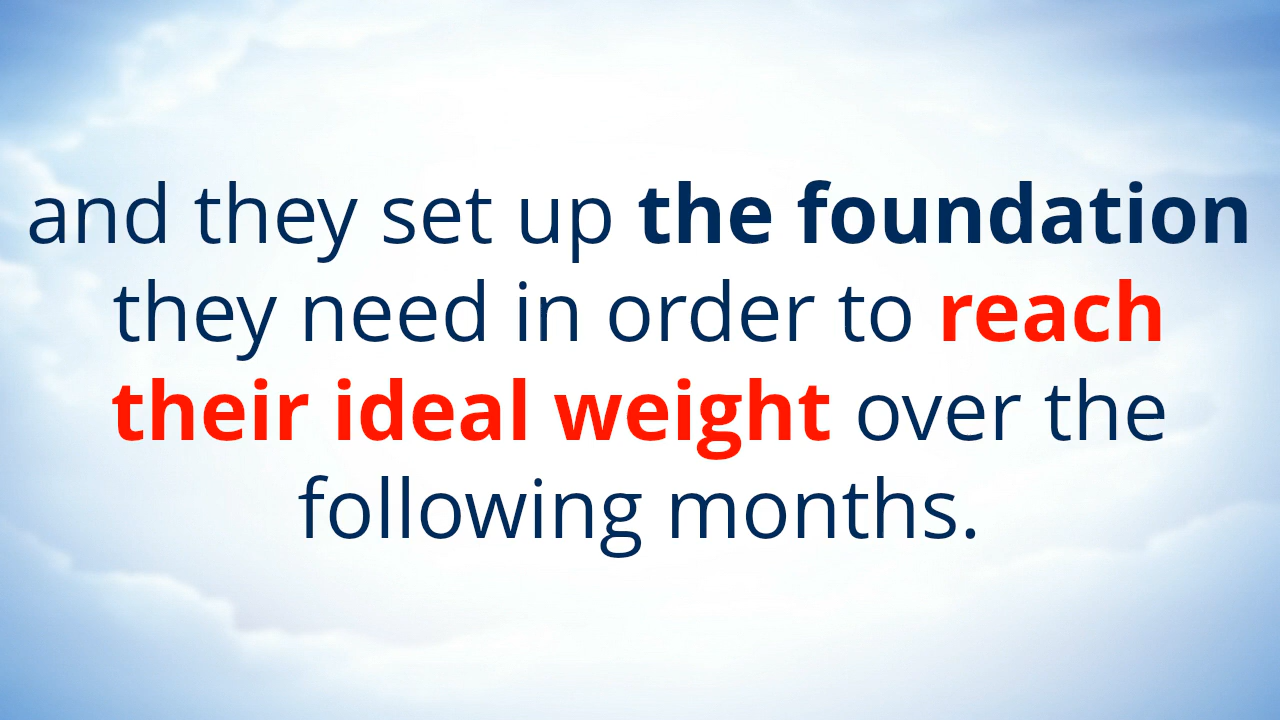 and they set up the foundation
they need in order to reach
their ideal weight over the
following months.